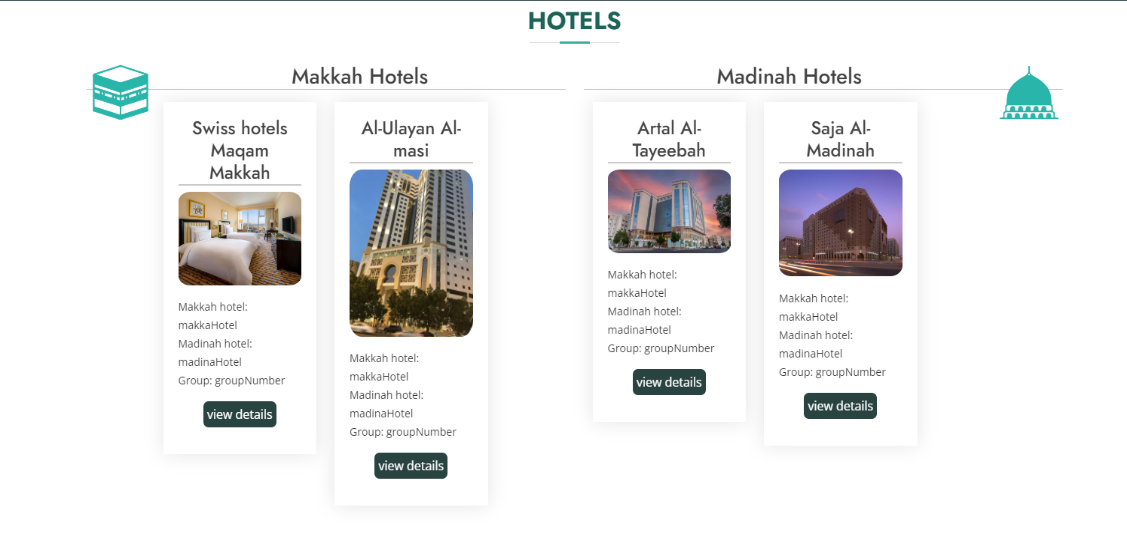 HOTELS
Makkah Hotels
Swiss hotels
Maqam
Makkah
Makkah hotel:
makkaHotel
Madinah hotel:
madinaHotel
Group: groupNumber
view details
Al-Ulayan Al-
masi
Makkah hotel:
makkaHotel
Madinah hotel:
madinaHotel
Group: groupNumber
view details
Madinah Hotels
Artal Al-
Tayeebah
Makkah hotel:
makkaHotel
Madinah hotel:
madinaHotel
Group: groupNumber
view details
Saja Al-
Madinah
Makkah hotel:
makkaHotel
Madinah hotel:
madinaHotel
Group: groupNumber
view details